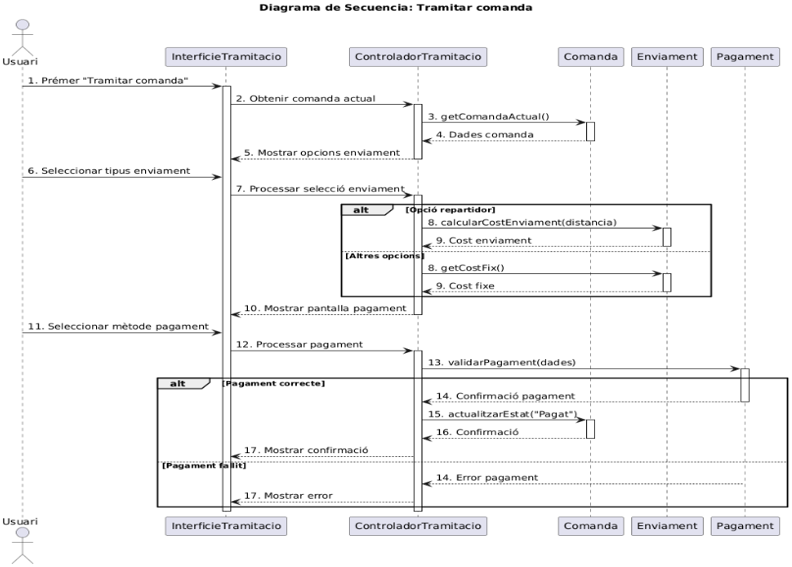 Diagrama de Secuencia: Tramitar comanda
Usuari
InterficieTramitacio
ControladorTramitacio
Comanda
Enviament
Pagament
1. Prémer "Tramitar comanda"
2. Obtenir comanda actual
3. getComandaActual()
4. Dades comanda
5. Mostrar opcions enviament
6. Seleccionar tipus enviament
7. Processar selecció enviament
alt
[Opció repartidor]
8. calcularCostEnviament(distancia)
9. Cost enviament
[Altres opcions]
8. getCostFix()
9. Cost fixe
10. Mostrar pantalla pagament
11. Seleccionar mètode pagament
12. Processar pagament
13. validarPagament(dades)
alt
[Pagament correcte]
14. Confirmació pagament
15. actualitzarEstat("Pagat")
16. Confirmació
17. Mostrar confirmació
[Pagament fallit]
14. Error pagament
17. Mostrar error
Usuari
InterficieTramitacio
ControladorTramitacio
Comanda
Enviament
Pagament